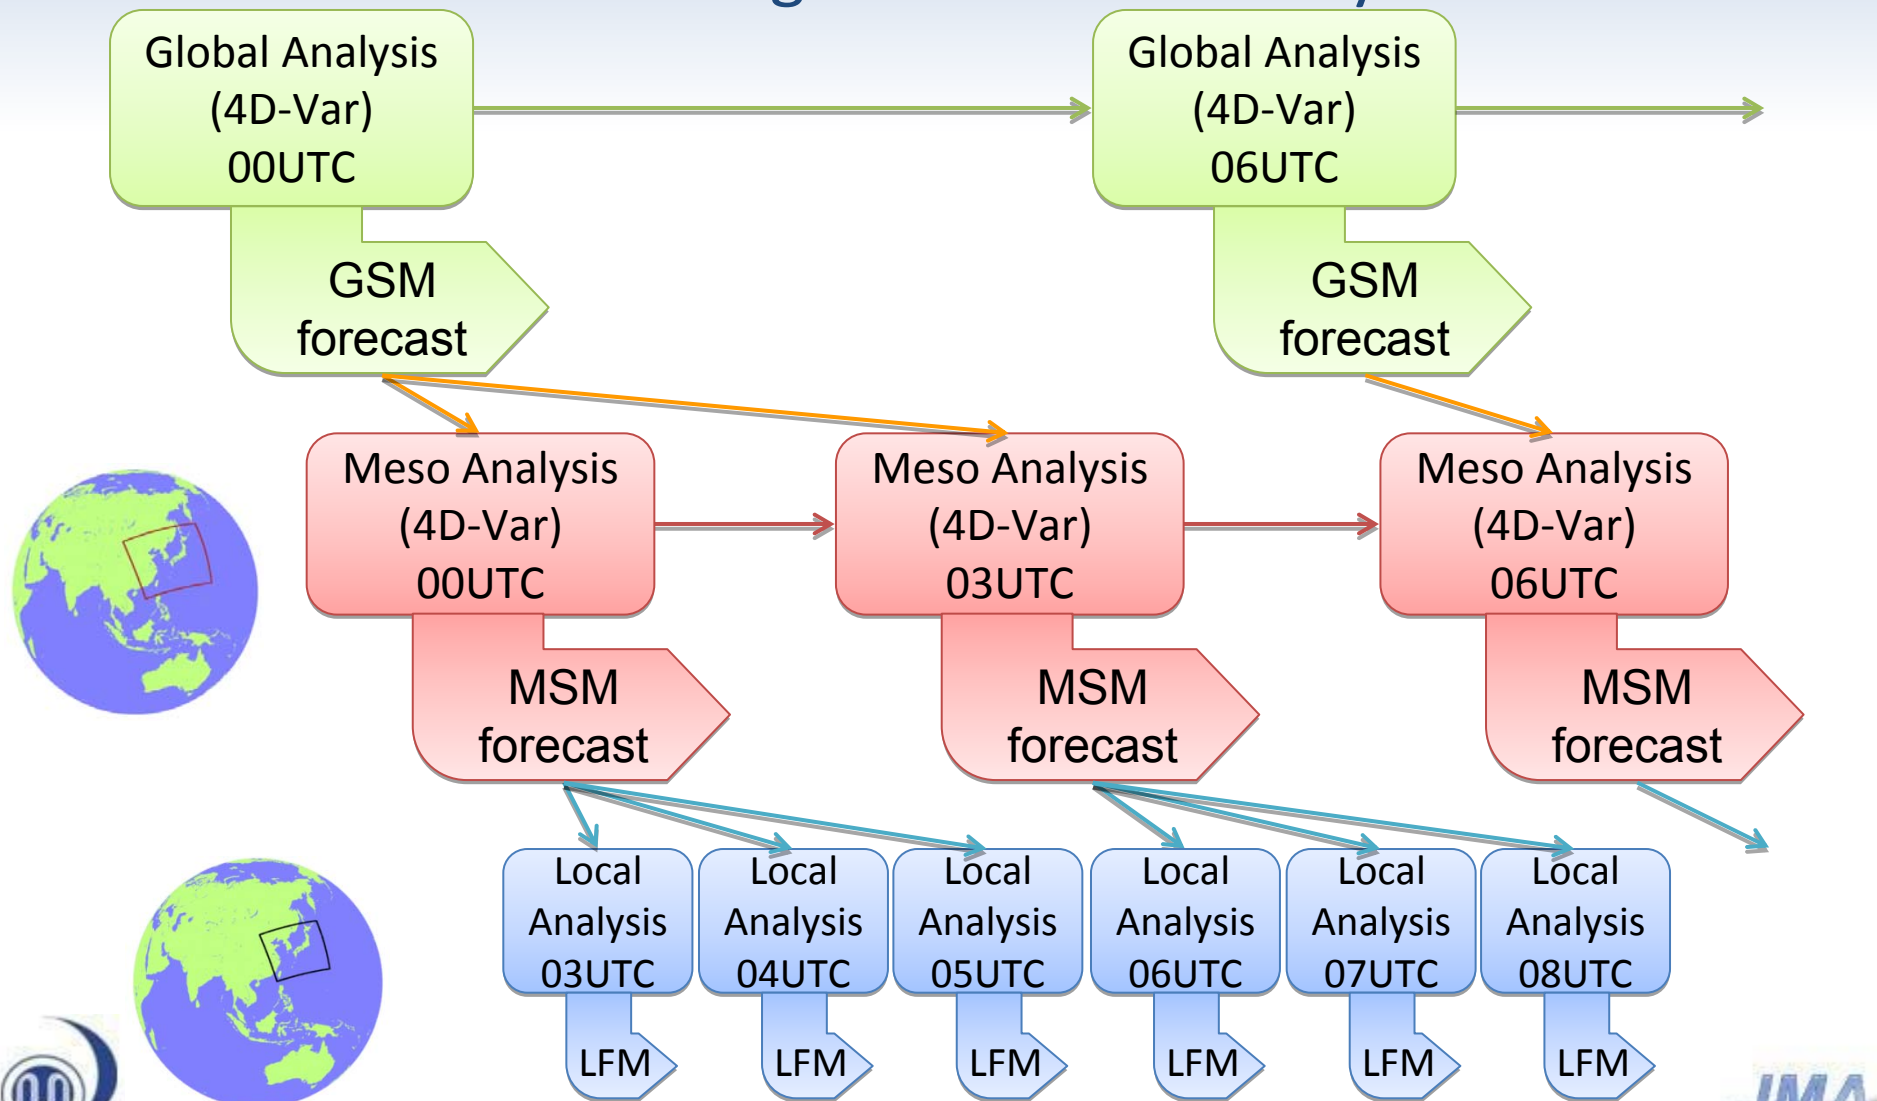 Global Analysis
(4D-Var)
00UTC
Global Analysis
(4D-Var)
06UTC
GSM
forecast
GSM
forecast
Meso Analysis
(4D-Var)
00UTC
Meso Analysis
(4D-Var)
03UTC
Meso Analysis
(4D-Var)
06UTC
MSM
forecast
MSM
forecast
MSM
forecast
Local
Analysis
03UTC
Local
Analysis
04UTC
Local
Analysis
05UTC
Local
Analysis
06UTC
Local
Analysis
07UTC
Local
Analysis
08UTC
LFM
LFM
LFM
LFM
LFM
LFM
JMA